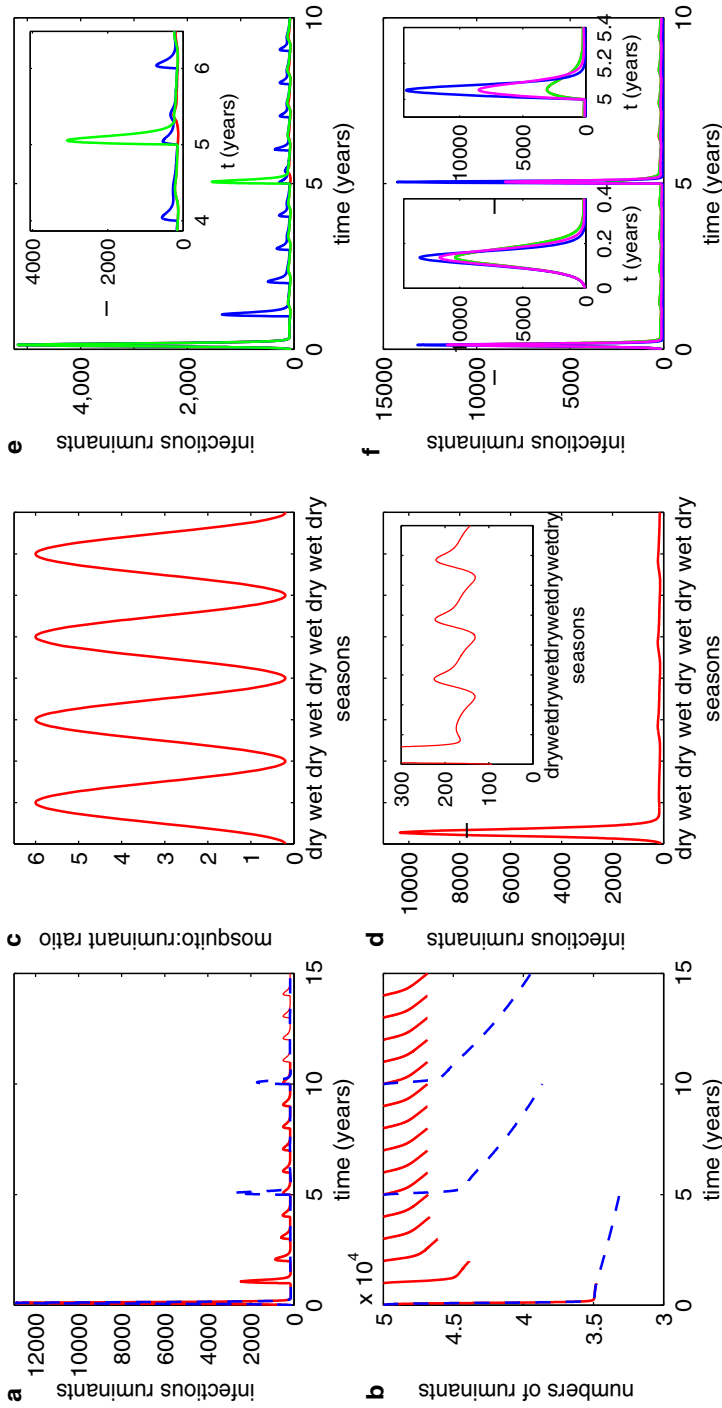 a
infectious ruminants
12000
10000
8000
6000
4000
2000
0
0
5
10
15
time (years)
b
numbers of ruminants
x 10^4
5
4.5
4
3.5
3
0
5
10
15
time (years)
c
mosquito:ruminant ratio
6
5
4
3
2
1
0
dry wet dry wet dry wet dry wet dry
seasons
d
infectious ruminants
10000
8000
6000
4000
2000
0
dry wet dry wet dry wet dry wet dry
seasons
300
200
100
0
drywetdrywetdrywetdrywetdry
seasons
e
infectious ruminants
4,000
2,000
0
0
5
10
time (years)
4000
2000
0
4
5
6
t (years)
f
infectious ruminants
15000
10000
5000
0
0
5
10
time (years)
10000
5000
0
0
0.2
0.4
t (years)
10000
5000
0
5
5.2
5.4
t (years)